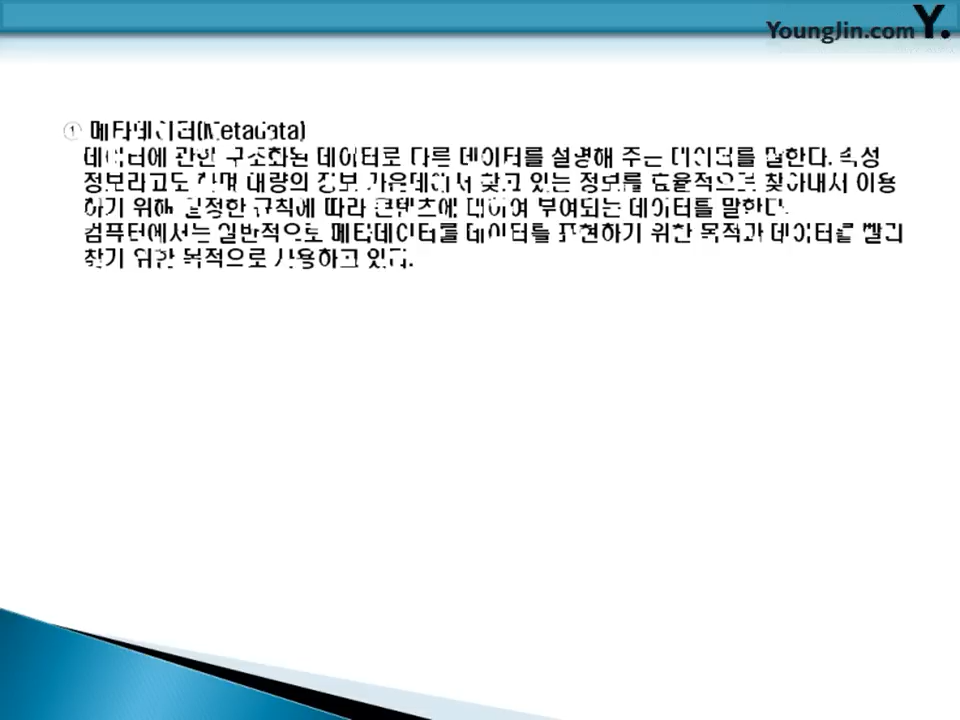 YoungJin.com Y.
① 메타데이터(Metadata)
데이터에 관한 구조화된 데이터로 다른 데이터를 설명해 주는 데이터를 말한다. 속성
정보라고도 하며 대량의 정보 가운데에서 찾고 있는 정보를 효율적으로 찾아내서 이용
하기 위해 일정한 규칙에 따라 콘텐츠에 대하여 부여되는 데이터를 말한다.
컴퓨터에서는 일반적으로 메타데이터를 데이터를 표현하기 위한 목적과 데이터를 빨리
찾기 위한 목적으로 사용하고 있다.